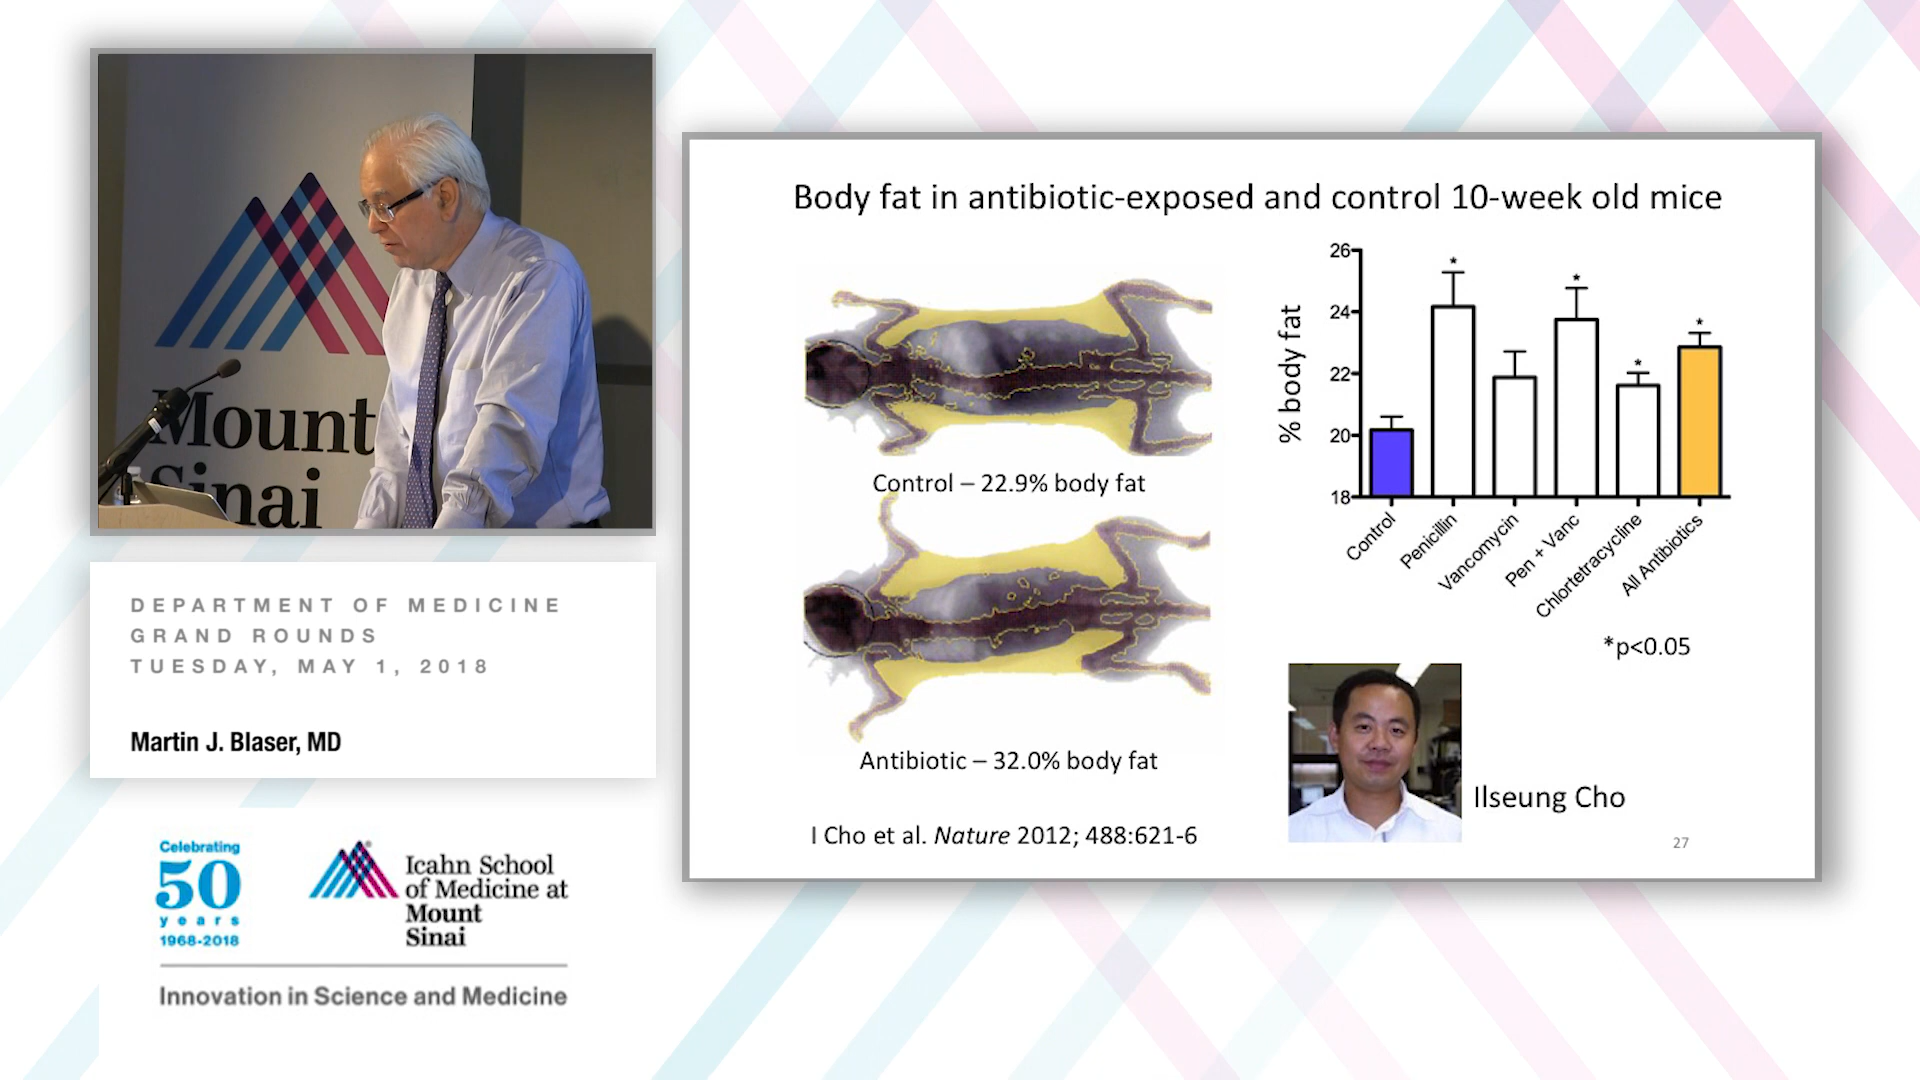 Mount
Sinai
DEPARTMENT OF MEDICINE
GRAND ROUNDS
TUESDAY, MAY 1, 2018
Martin J. Blaser, MD
Celebrating
50
years
1968-2018
Icahn School
of Medicine at
Mount
Sinai
Innovation in Science and Medicine
Body fat in antibiotic-exposed and control 10-week old mice
Control – 22.9% body fat
Antibiotic – 32.0% body fat
I Cho et al. Nature 2012; 488:621-6
% body fat
26
24
22
20
18
*
*
*
*
Control
Penicillin
Vancomycin
Pen + Vanc
Chlortetracycline
All Antibiotics
*p<0.05
Ilseung Cho
27